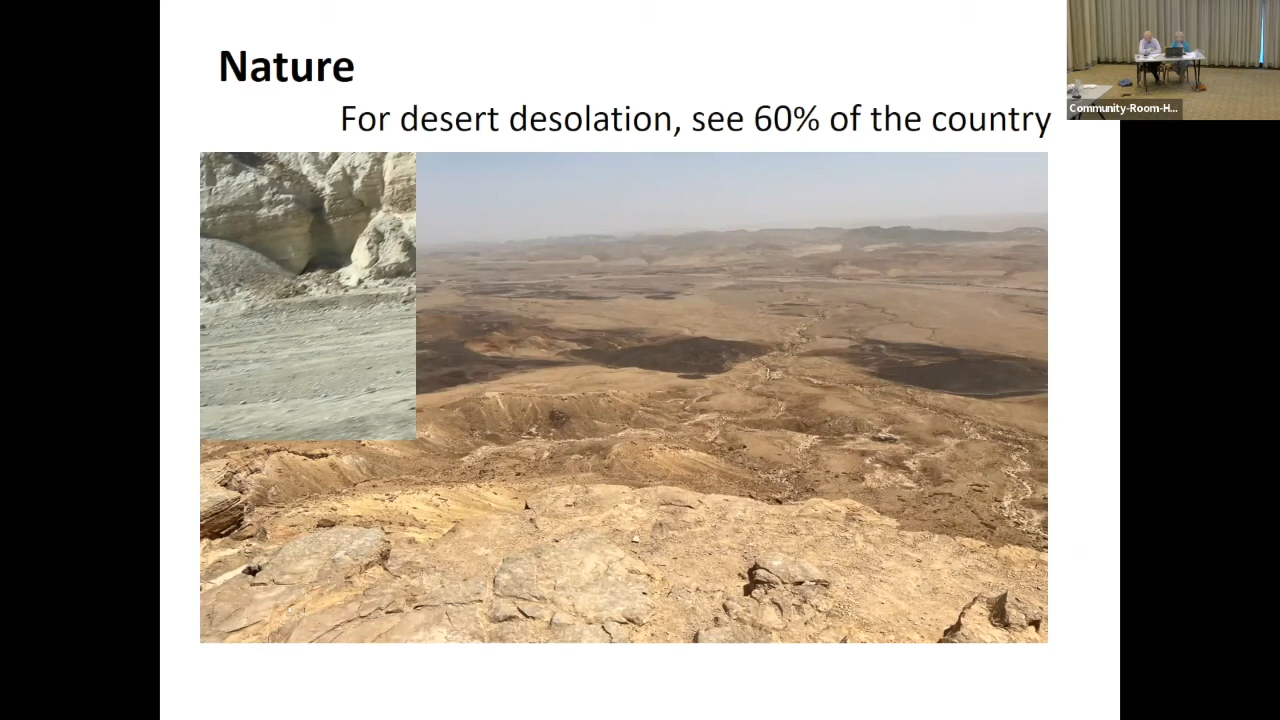 Nature
For desert desolation, see 60% of the country
Community-Room-H...